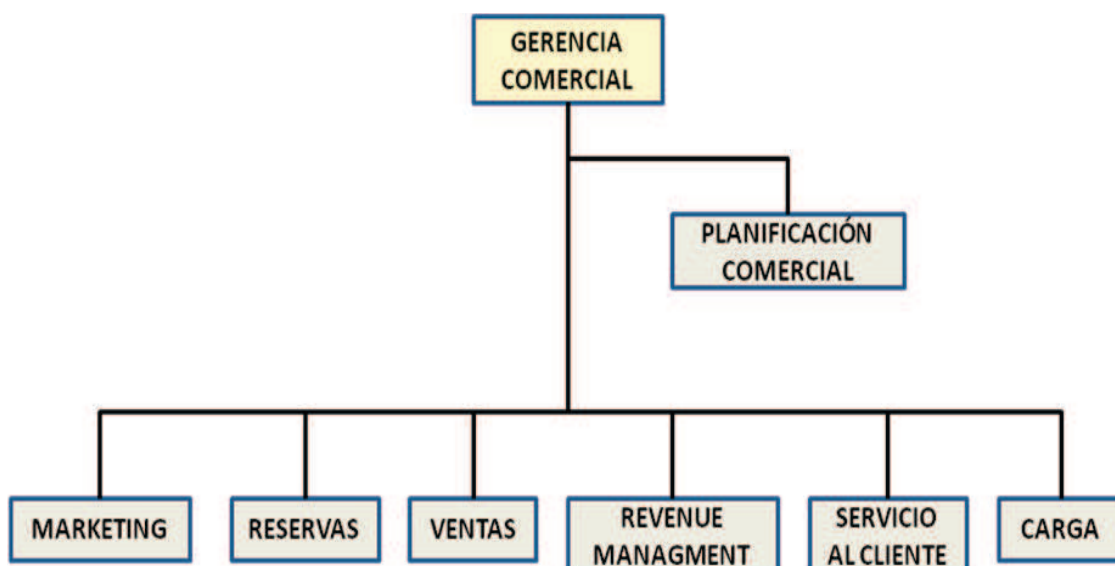 GERENCIA
COMERCIAL
PLANIFICACIÓN
COMERCIAL
MARKETING
RESERVAS
VENTAS
REVENUE
MANAGMENT
SERVICIO
AL CLIENTE
CARGA